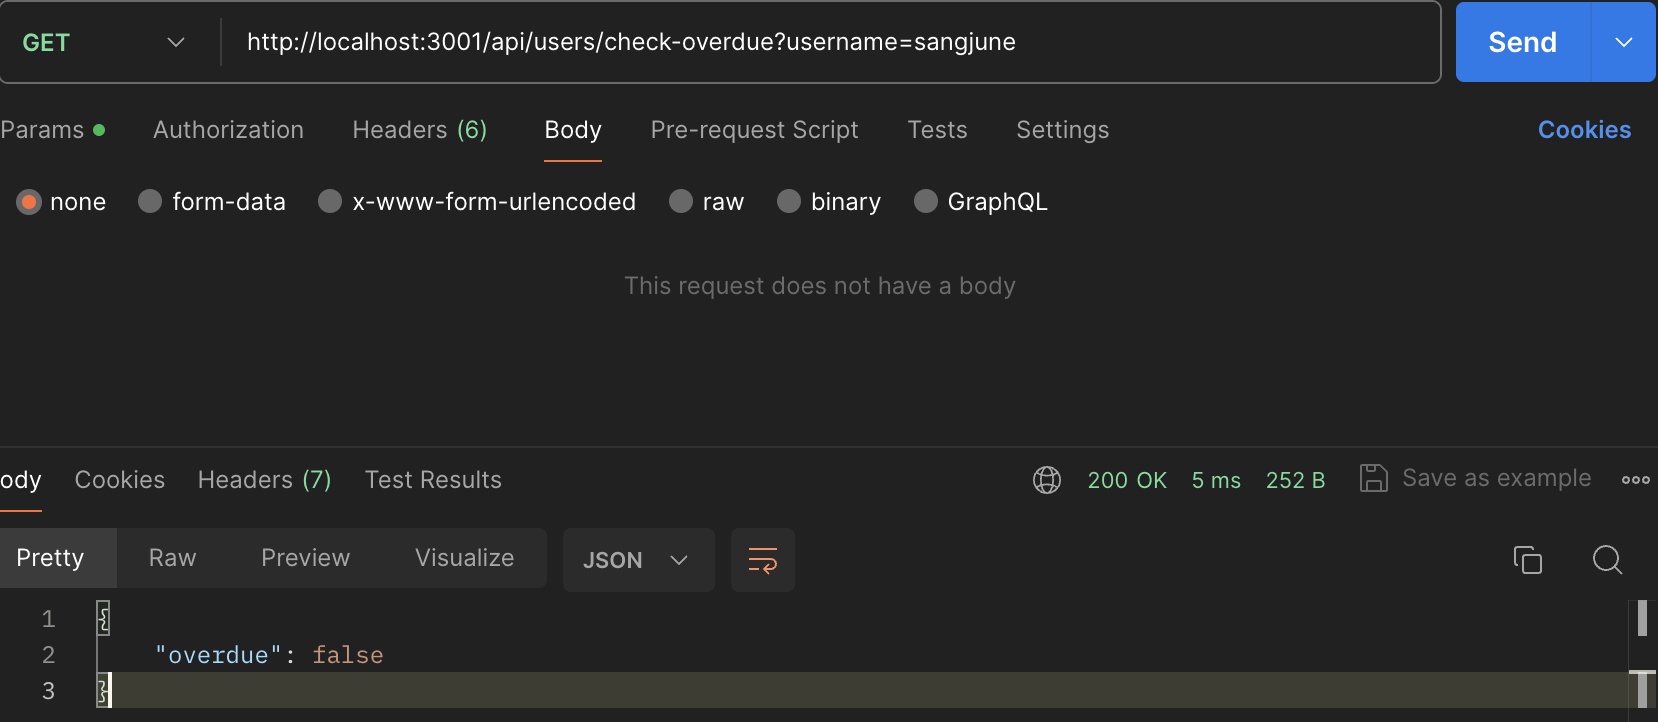 GET http://localhost:3001/api/users/check-overdue?username=sangjune Send
Params Authorization Headers (6) Body Pre-request Script Tests Settings Cookies
none form-data x-www-form-urlencoded raw binary GraphQL
This request does not have a body
ody Cookies Headers (7) Test Results 200 OK 5 ms 252 B Save as example
Pretty Raw Preview Visualize JSON
1 {
2 "overdue": false
3 }